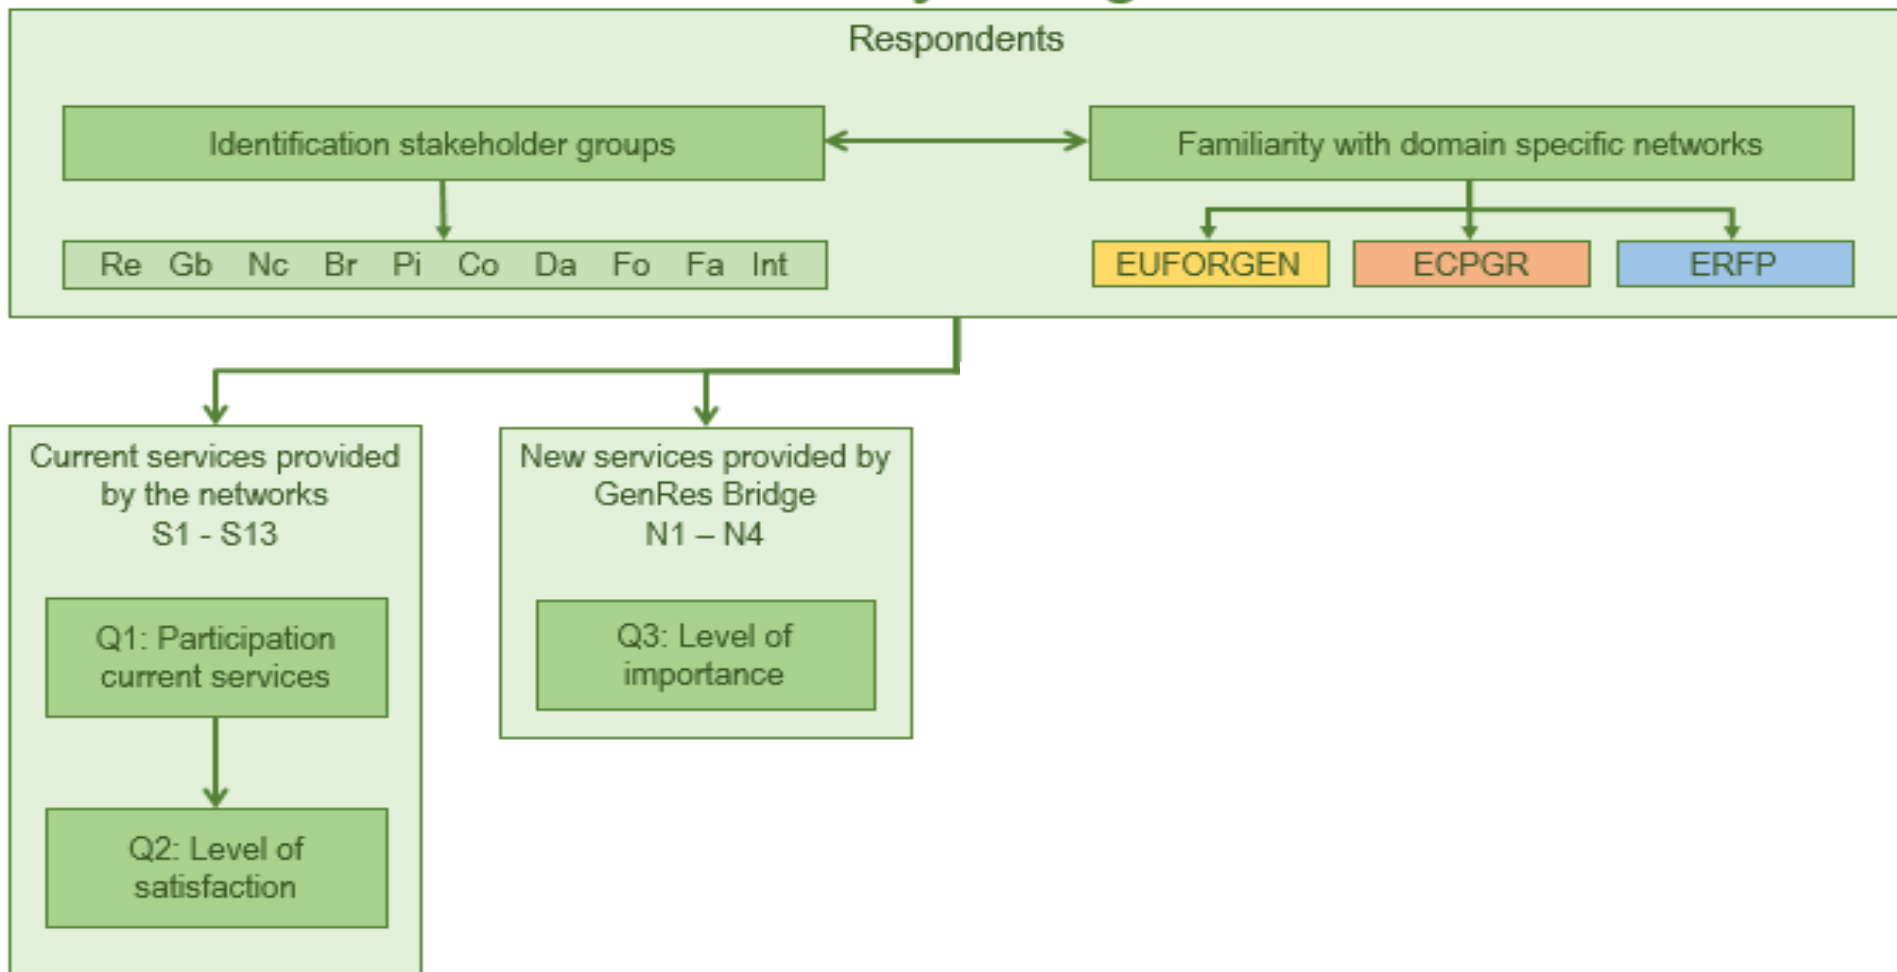 Respondents
Identification stakeholder groups
Familiarity with domain specific networks
Re Gb Nc Br Pi Co Da Fo Fa Int
EUFORGEN
ECPGR
ERFP
Current services provided
by the networks
S1 - S13
Q1: Participation
current services
Q2: Level of
satisfaction
New services provided by
GenRes Bridge
N1 – N4
Q3: Level of
importance